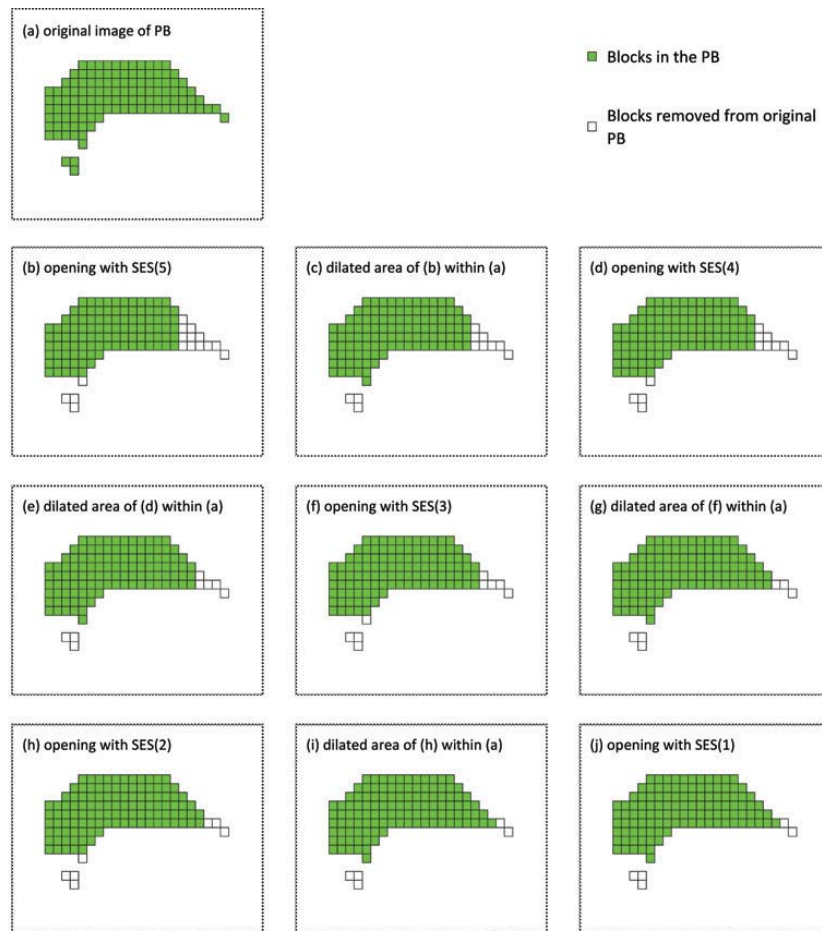 (a) original image of PB
Blocks in the PB
Blocks removed from original
PB
(b) opening with SES(5)
(c) dilated area of (b) within (a)
(d) opening with SES(4)
(e) dilated area of (d) within (a)
(f) opening with SES(3)
(g) dilated area of (f) within (a)
(h) opening with SES(2)
(i) dilated area of (h) within (a)
(j) opening with SES(1)